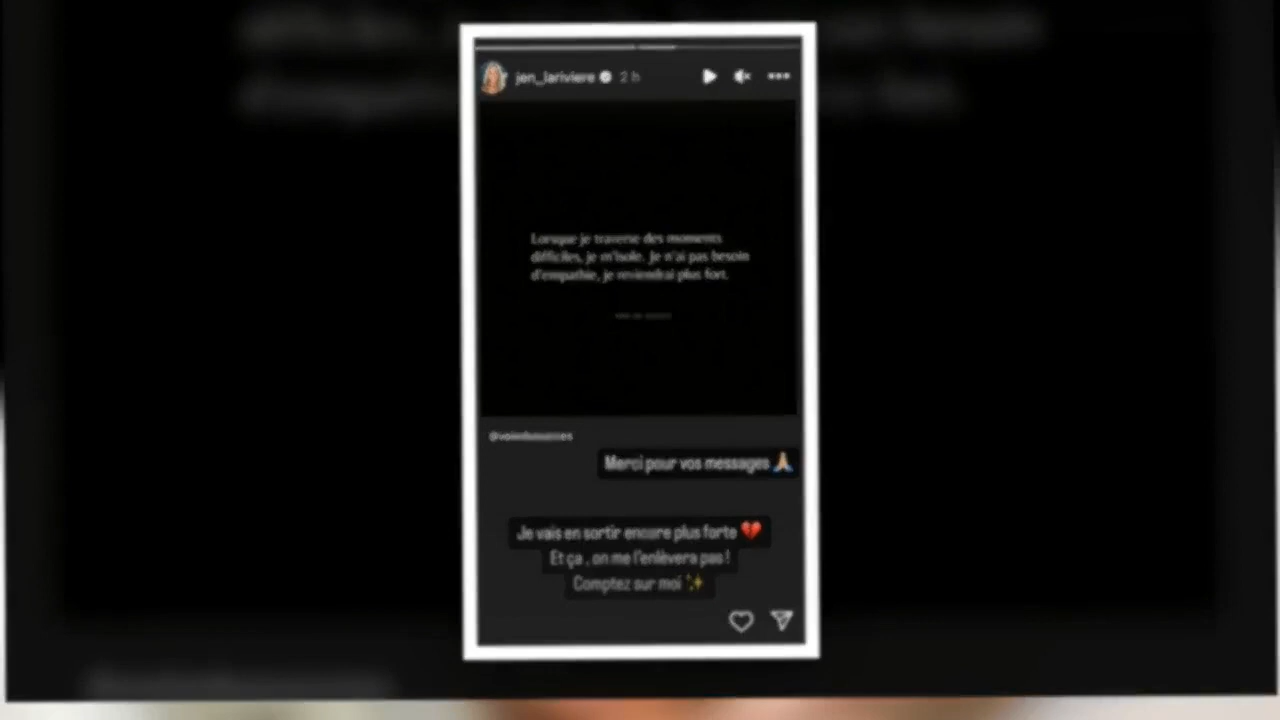 jen_lariviere 2 h
Lorsque je traverse des moments
difficiles, je m'isole. Je n'ai pas besoin
d'empathie, je reviendrai plus fort.
Merci pour vos messages 🙏🏼
Je vais en sortir encore plus forte 💔
Et ça , on me l'enlèvera pas !
Comptez sur moi ✨